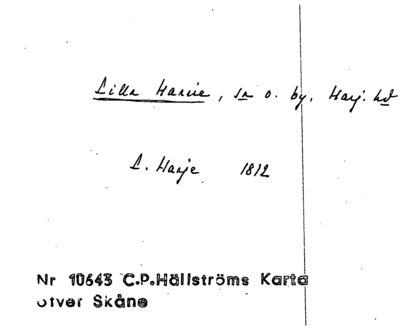 Lilla Harrie, sn o. by, Harj. hd
L. Harje 1812
Nr 10643 C.P.Hällströms Karta
över Skåne